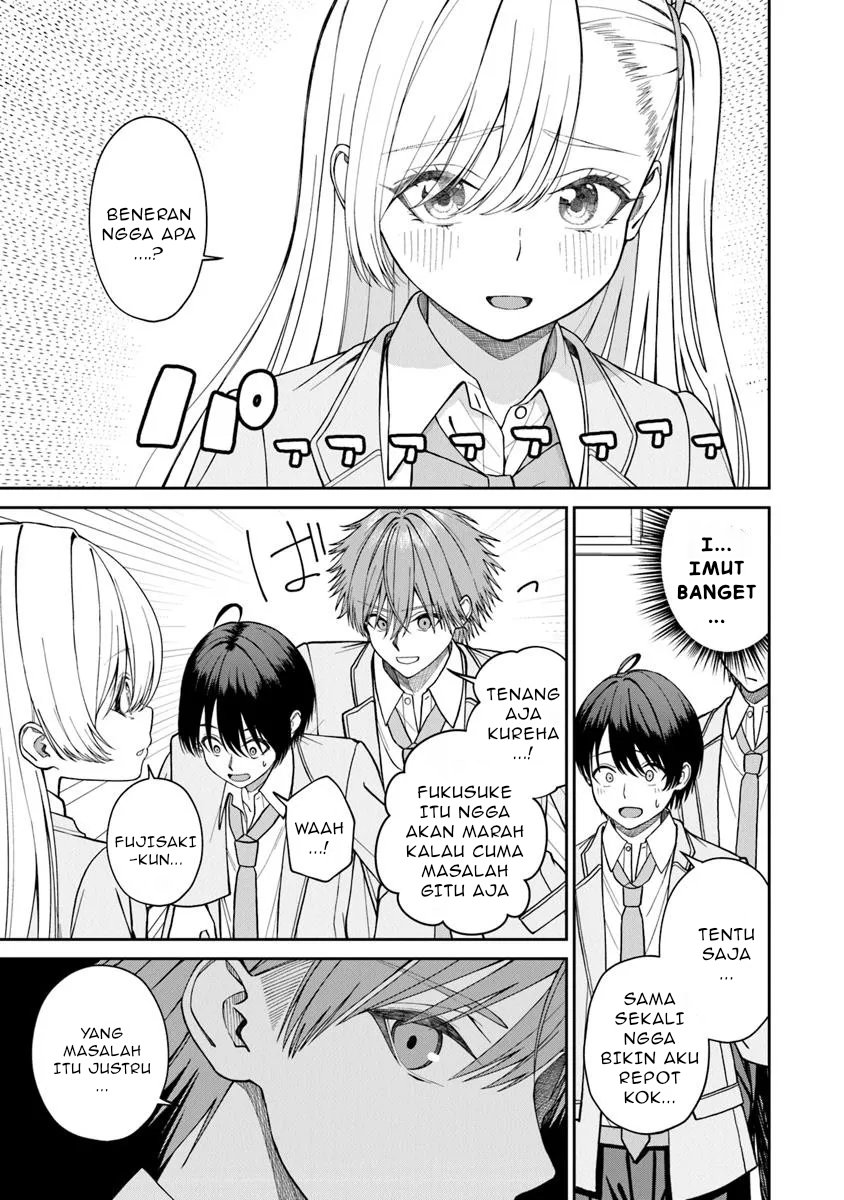 BENERAN
NGGA APA
.....?
パァァァァァァァァ
I...
IMUT
BANGET
...
TENTU
SAJA
...
SAMA
SEKALI
NGGA
BIKIN AKU
REPOT
KOK...
ば
TENANG
AJA
KUREHA
...!
FUKUSUKE
ITU NGGA
AKAN MARAH
KALAU CUMA
MASALAH
GITU AJA
WAAH
...!
FUJISAKI
-KUN...
YANG
MASALAH
ITU JUSTRU
...